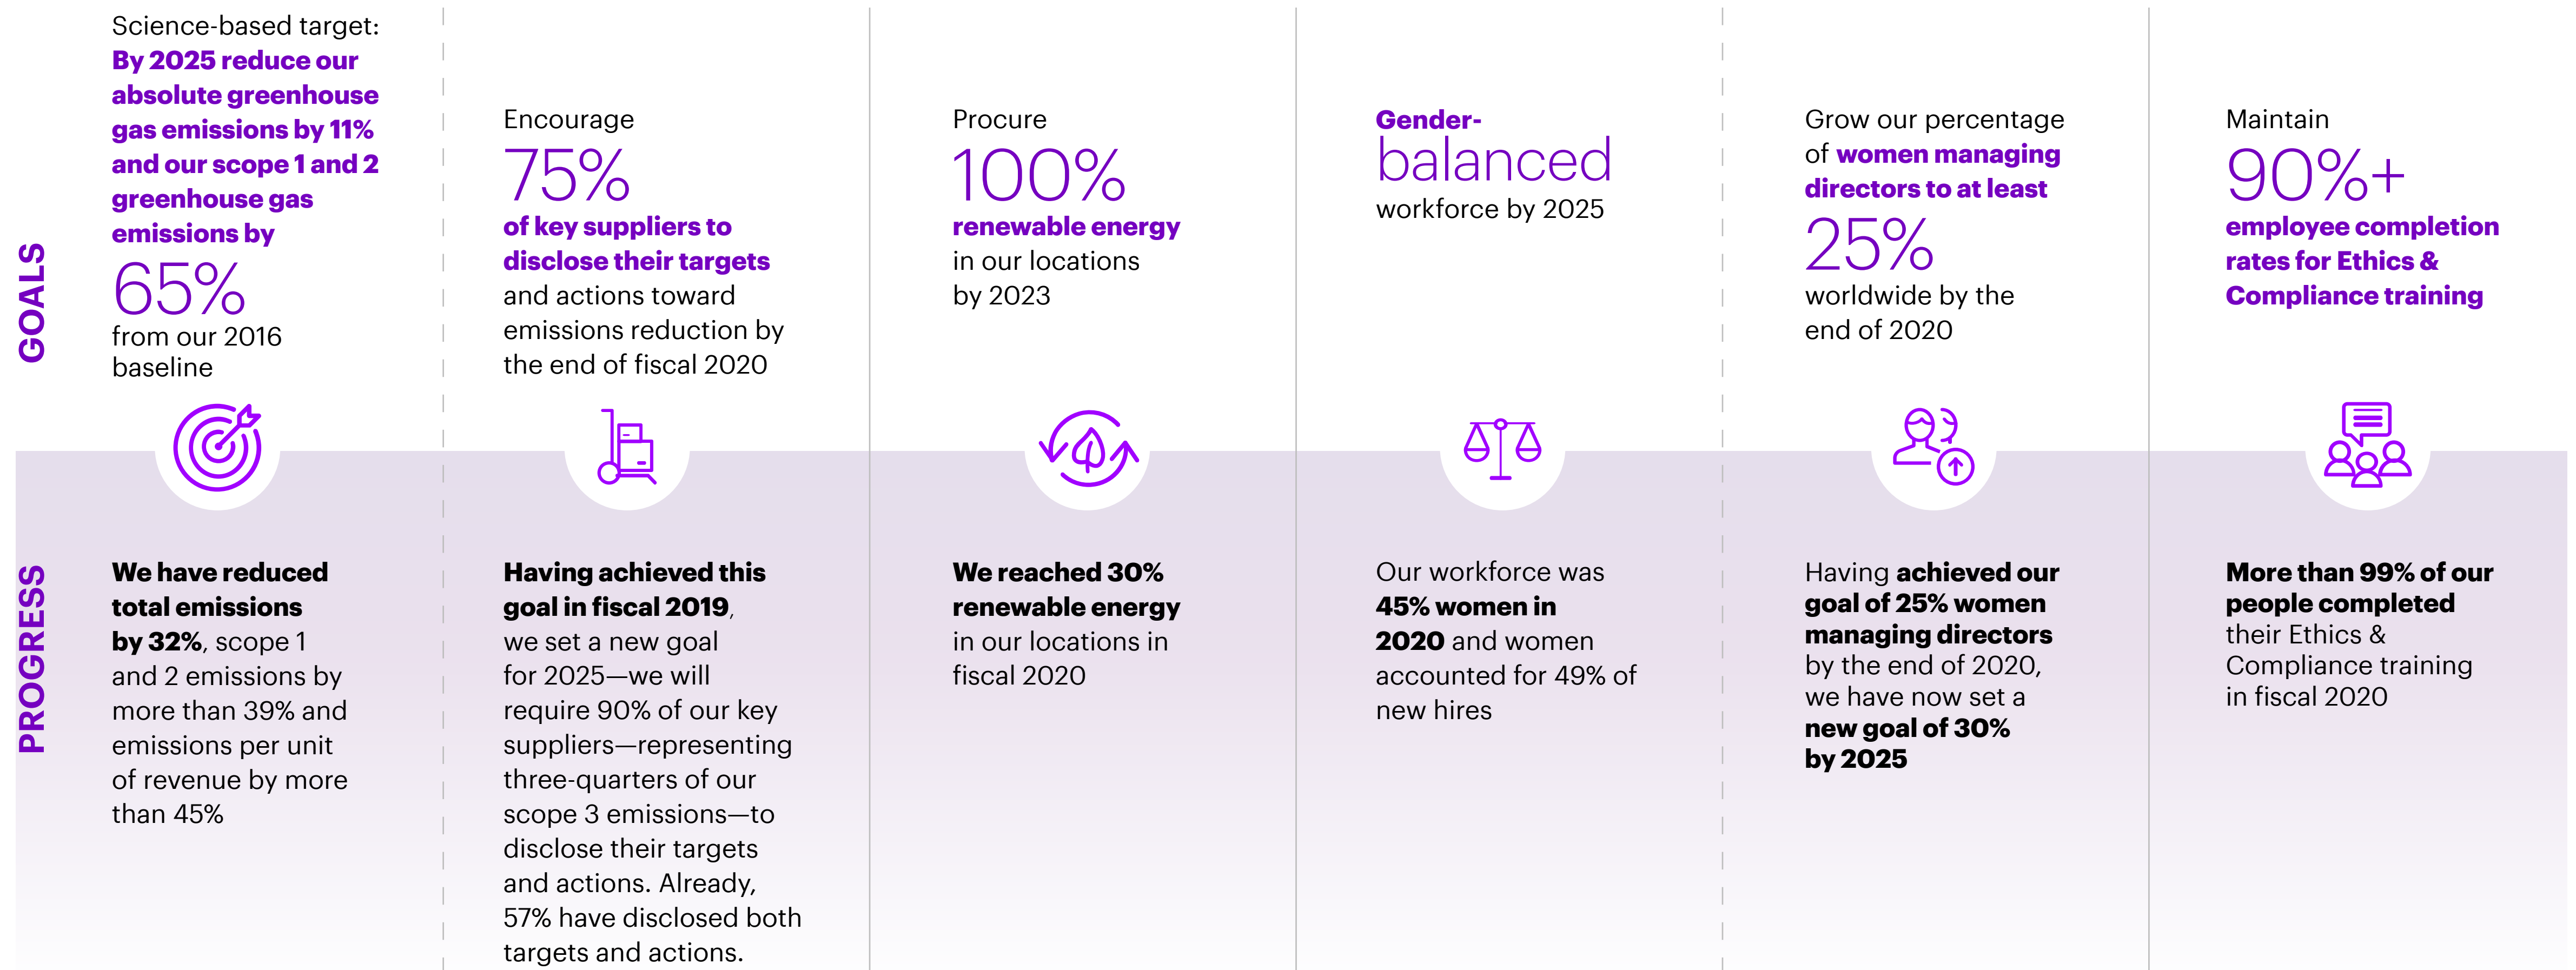 GOALS
Science-based target:
By 2025 reduce our
absolute greenhouse
gas emissions by 11%
and our scope 1 and 2
greenhouse gas
emissions by
65%
from our 2016
baseline
Encourage
75%
of key suppliers to
disclose their targets
and actions toward
emissions reduction by
the end of fiscal 2020
Procure
100%
renewable energy
in our locations
by 2023
Gender-
balanced
workforce by 2025
Grow our percentage
of women managing
directors to at least
25%
worldwide by the
end of 2020
Maintain
90%+
employee completion
rates for Ethics &
Compliance training
PROGRESS
We have reduced
total emissions
by 32%, scope 1
and 2 emissions by
more than 39% and
emissions per unit
of revenue by more
than 45%
Having achieved this
goal in fiscal 2019,
we set a new goal
for 2025—we will
require 90% of our key
suppliers—representing
three-quarters of our
scope 3 emissions—to
disclose their targets
and actions. Already,
57% have disclosed both
targets and actions.
We reached 30%
renewable energy
in our locations in
fiscal 2020
Our workforce was
45% women in
2020 and women
accounted for 49% of
new hires
Having achieved our
goal of 25% women
managing directors
by the end of 2020,
we have now set a
new goal of 30%
by 2025
More than 99% of our
people completed
their Ethics &
Compliance training
in fiscal 2020